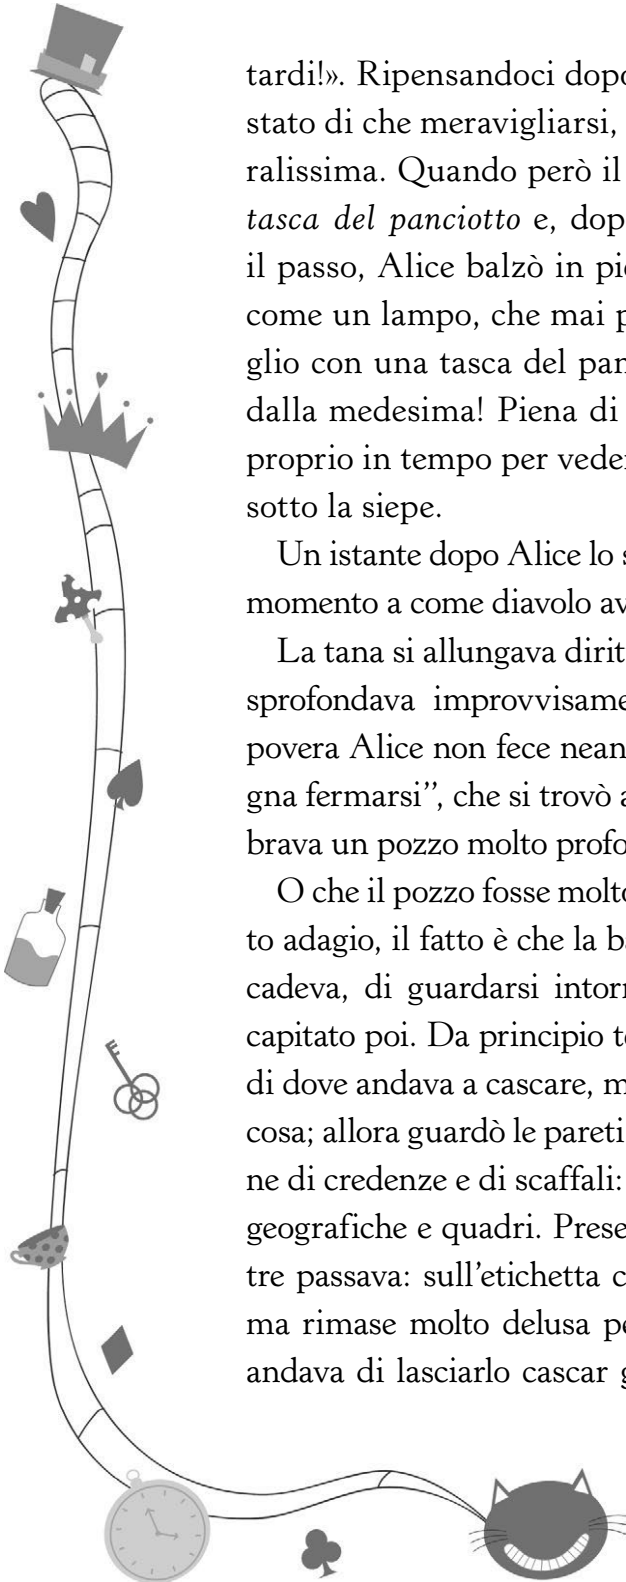 tardi!». Ripensandoci dopo
stato di che meravigliarsi,
ralissima. Quando però il
tasca del panciotto e, dop
il passo, Alice balzò in pie
come un lampo, che mai p
glio con una tasca del pan
dalla medesima! Piena di
proprio in tempo per veder
sotto la siepe.
Un istante dopo Alice lo s
momento a come diavolo av
La tana si allungava dirit
sprofondava improvvisame
povera Alice non fece nean
gna fermarsi”, che si trovò a
brava un pozzo molto profo
O che il pozzo fosse molto
to adagio, il fatto è che la ba
cadeva, di guardarsi intorn
capitato poi. Da principio te
di dove andava a cascare, m
cosa; allora guardò le pareti
ne di credenze e di scaffali:
geografiche e quadri. Prese
tre passava: sull’etichetta c
ma rimase molto delusa pe
andava di lasciarlo cascar g